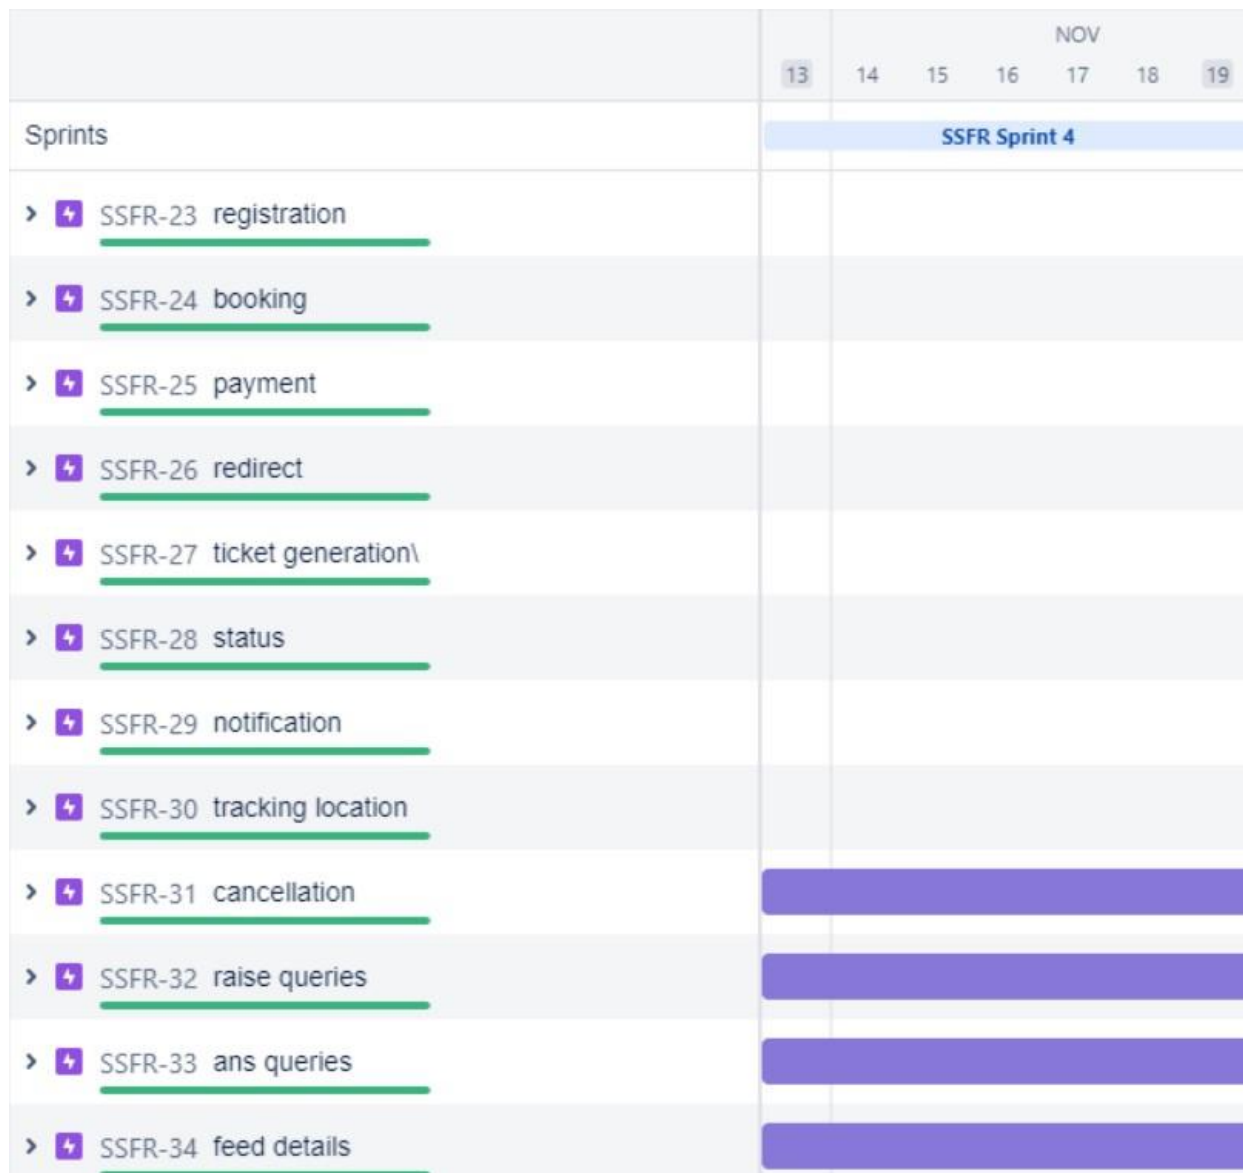 NOV
13 14 15 16 17 18 19
Sprints SSFR Sprint 4
SSFR-23 registration
SSFR-24 booking
SSFR-25 payment
SSFR-26 redirect
SSFR-27 ticket generation\
SSFR-28 status
SSFR-29 notification
SSFR-30 tracking location
SSFR-31 cancellation
SSFR-32 raise queries
SSFR-33 ans queries
SSFR-34 feed details